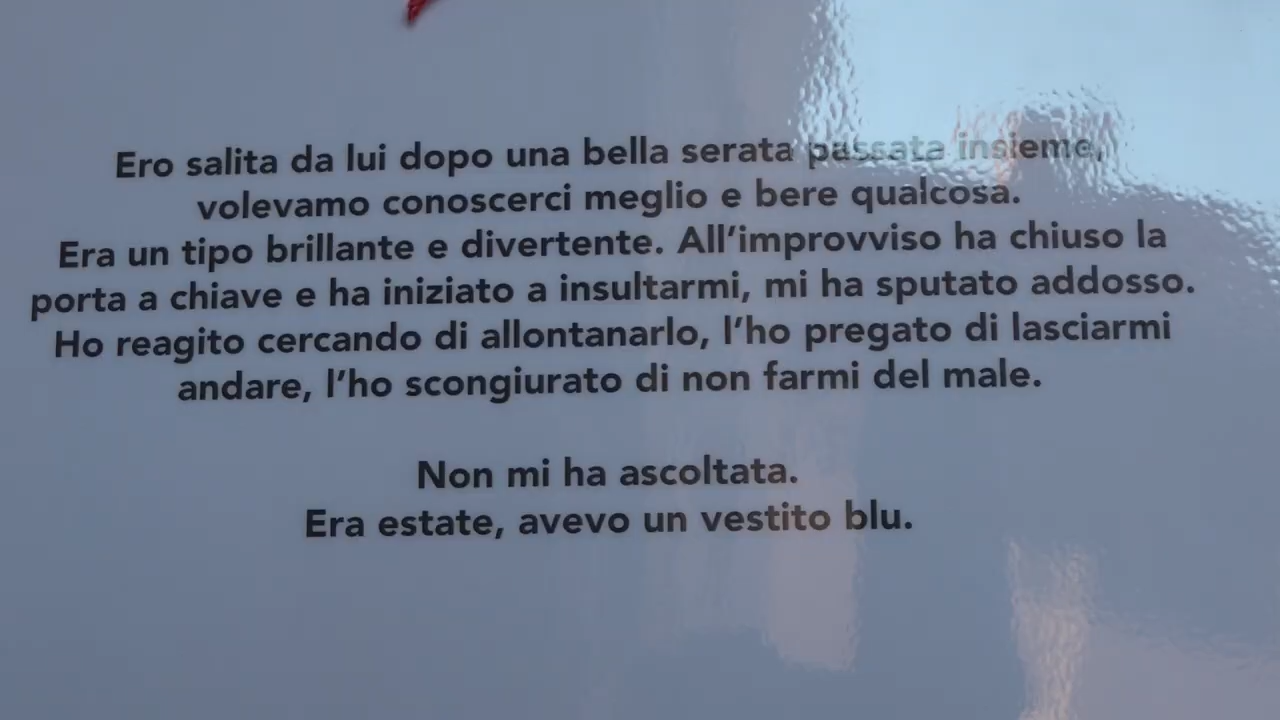 Ero salita da lui dopo una bella serata passata insieme,
volevamo conoscerci meglio e bere qualcosa.
Era un tipo brillante e divertente. All’improvviso ha chiuso la
porta a chiave e ha iniziato a insultarmi, mi ha sputato addosso.
Ho reagito cercando di allontanarlo, l’ho pregato di lasciarmi
andare, l’ho scongiurato di non farmi del male.
Non mi ha ascoltata.
Era estate, avevo un vestito blu.